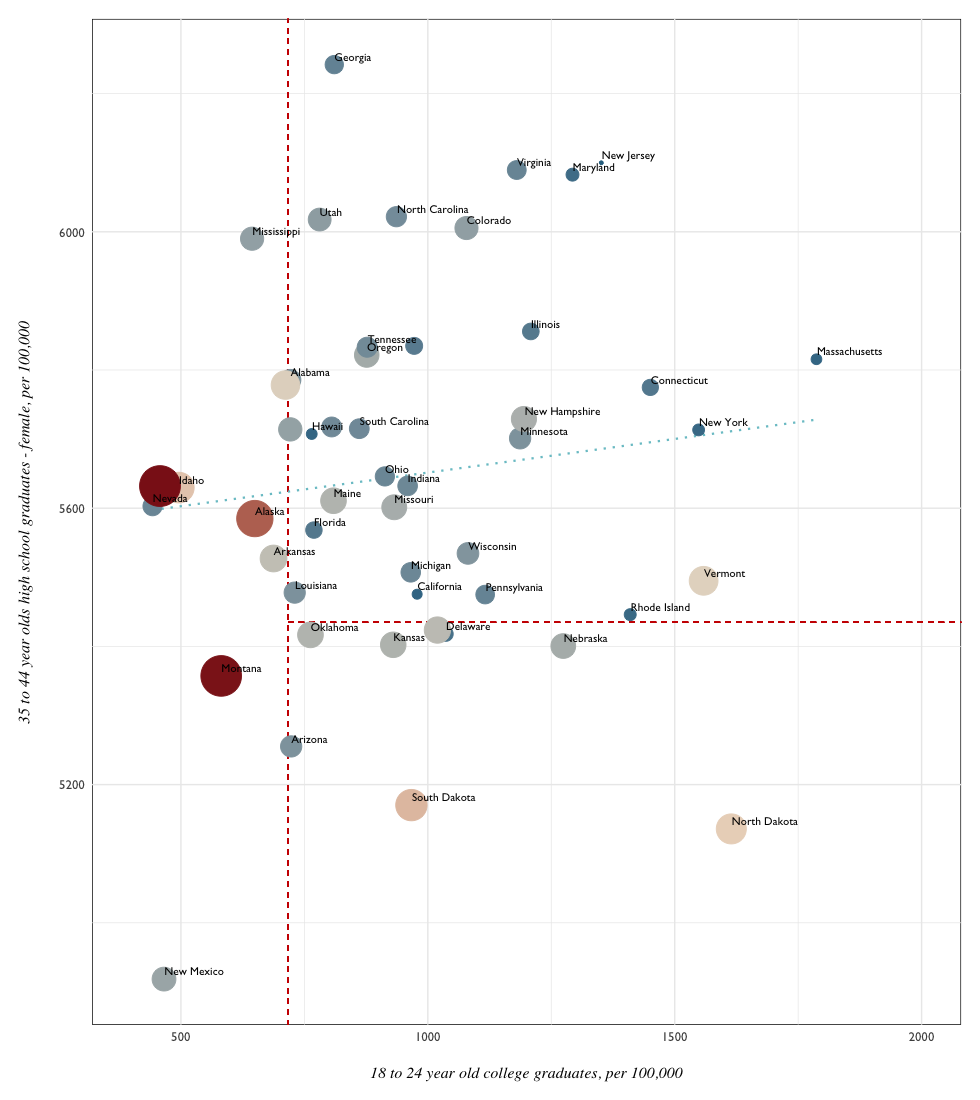 Georgia
New Jersey
Virginia
Maryland
North Carolina
Utah
Colorado
Mississippi
6000
Illinois
Tennessee
Oregon
Massachusetts
Alabama
Connecticut
New Hampshire
South Carolina
New York
Hawaii
Minnesota
Ohio
Indiana
Idaho
Maine
Nevada
Missouri
5600
Alaska
Florida
Wisconsin
Arkansas
Michigan
Vermont
Louisiana
California
Pennsylvania
Rhode Island
Oklahoma
Delaware
Kansas
Nebraska
Montana
Arizona
5200
South Dakota
North Dakota
New Mexico
500
1000
1500
2000
18 to 24 year old college graduates, per 100,000
35 to 44 year olds high school graduates - female, per 100,000